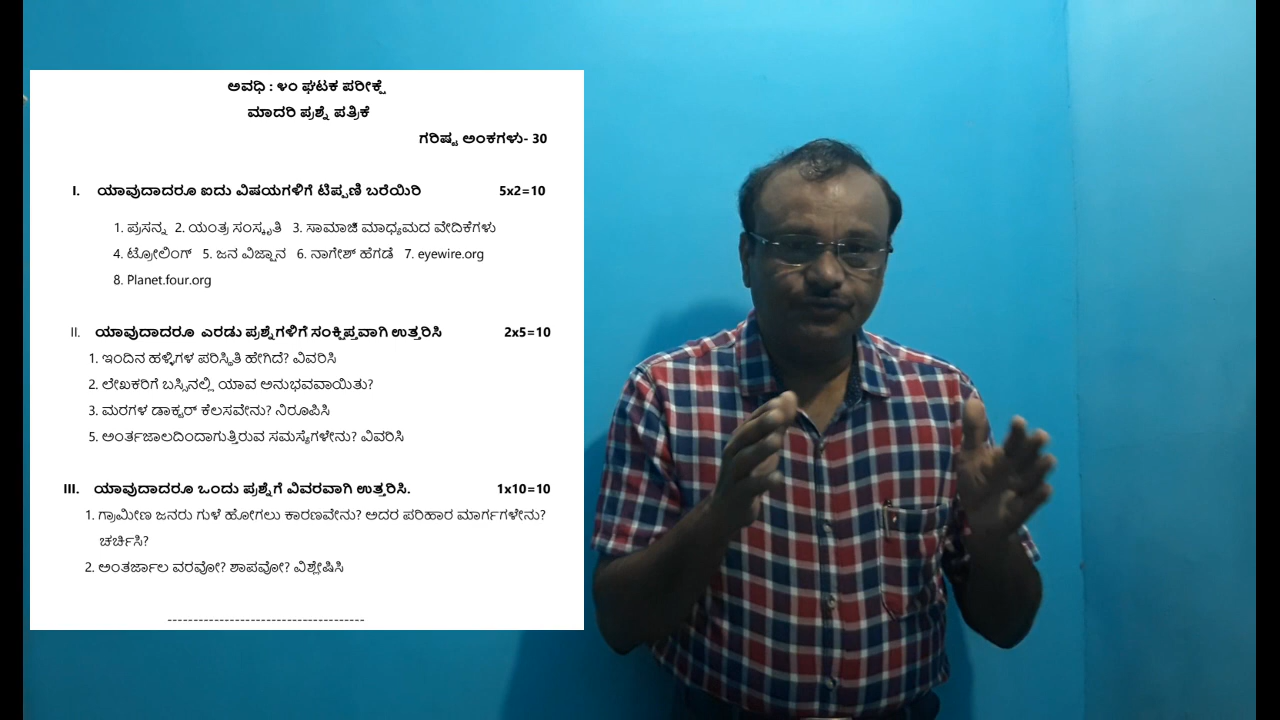 ಅವಧಿ : ೪೦ ಘಟಕ ಪರೀಕ್ಷೆ
ಮಾದರಿ ಪ್ರಶ್ನೆ ಪತ್ರಿಕೆ
ಗರಿಷ್ಟ ಅಂಕಗಳು- 30
I. ಯಾವುದಾದರೂ ಐದು ವಿಷಯಗಳಿಗೆ ಟಿಪ್ಪಣಿ ಬರೆಯಿರಿ 5x2=10
1. ಪ್ರಸನ್ನ 2. ಯಂತ್ರ ಸಂಸ್ಕೃತಿ 3. ಸಾಮಾಜಿಕ ಮಾಧ್ಯಮದ ವೇದಿಕೆಗಳು
4. ಟ್ರೋಲಿಂಗ್ 5. ಜನ ವಿಜ್ಞಾನ 6. ನಾಗೇಶ್ ಹೆಗಡೆ 7. eyewire.org
8. Planet.four.org
II. ಯಾವುದಾದರೂ ಎರಡು ಪ್ರಶ್ನೆಗಳಿಗೆ ಸಂಕ್ಷಿಪ್ತವಾಗಿ ಉತ್ತರಿಸಿ 2x5=10
1. ಇಂದಿನ ಹಳ್ಳಿಗಳ ಪರಿಸ್ಥಿತಿ ಹೇಗಿದೆ? ವಿವರಿಸಿ
2. ಲೇಖಕರಿಗೆ ಬಸ್ಸಿನಲ್ಲಿ ಯಾವ ಅನುಭವವಾಯಿತು?
3. ಮರಗಳ ಡಾಕ್ಟರ್ ಕೆಲಸವೇನು? ನಿರೂಪಿಸಿ
5. ಅಂರ್ತಜಾಲದಿಂದಾಗುತ್ತಿರುವ ಸಮಸ್ಯೆಗಳೇನು? ವಿವರಿಸಿ
III. ಯಾವುದಾದರೂ ಒಂದು ಪ್ರಶ್ನೆಗೆ ವಿವರವಾಗಿ ಉತ್ತರಿಸಿ. 1x10=10
1. ಗ್ರಾಮೀಣ ಜನರು ಗುಳೆ ಹೋಗಲು ಕಾರಣವೇನು? ಅದರ ಪರಿಹಾರ ಮಾರ್ಗಗಳೇನು?
ಚರ್ಚಿಸಿ?
2. ಅಂತರ್ಜಾಲ ವರವೋ? ಶಾಪವೋ? ವಿಶ್ಲೇಷಿಸಿ
-------------------------------------